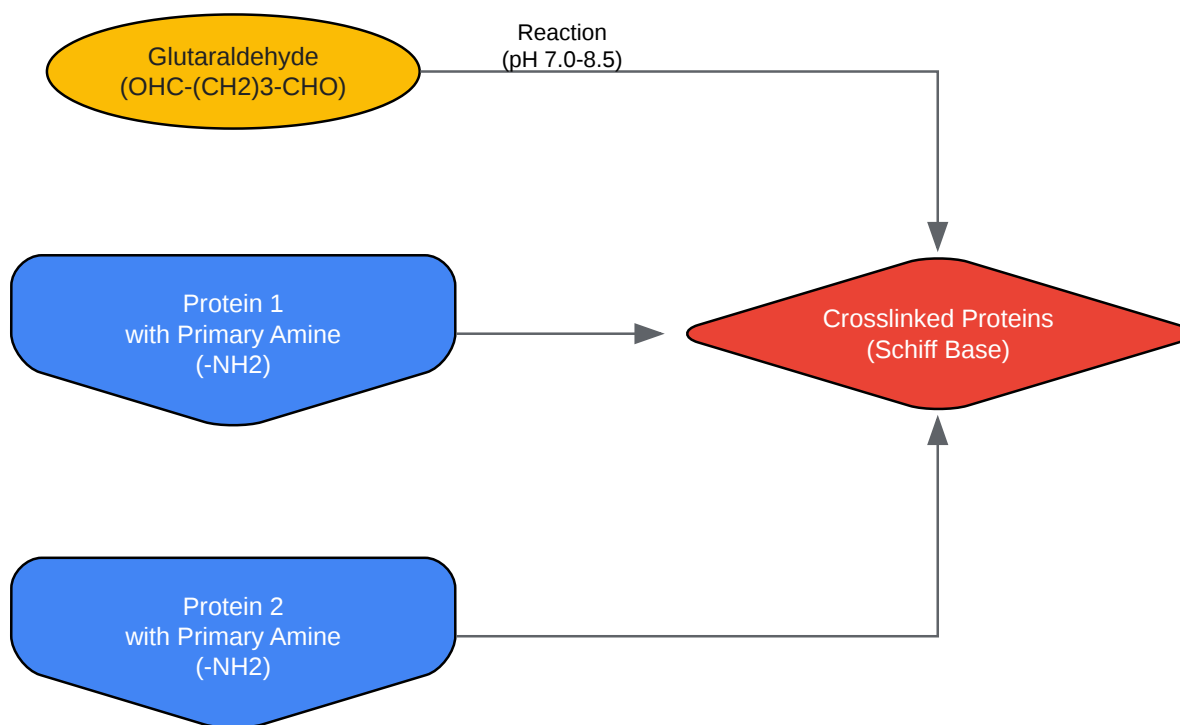 Glutaraldehyde
(OHC-(CH2)3-CHO)
Reaction
(pH 7.0-8.5)
Protein 1
with Primary Amine
(-NH2)
Crosslinked Proteins
(Schiff Base)
Protein 2
with Primary Amine
(-NH2)